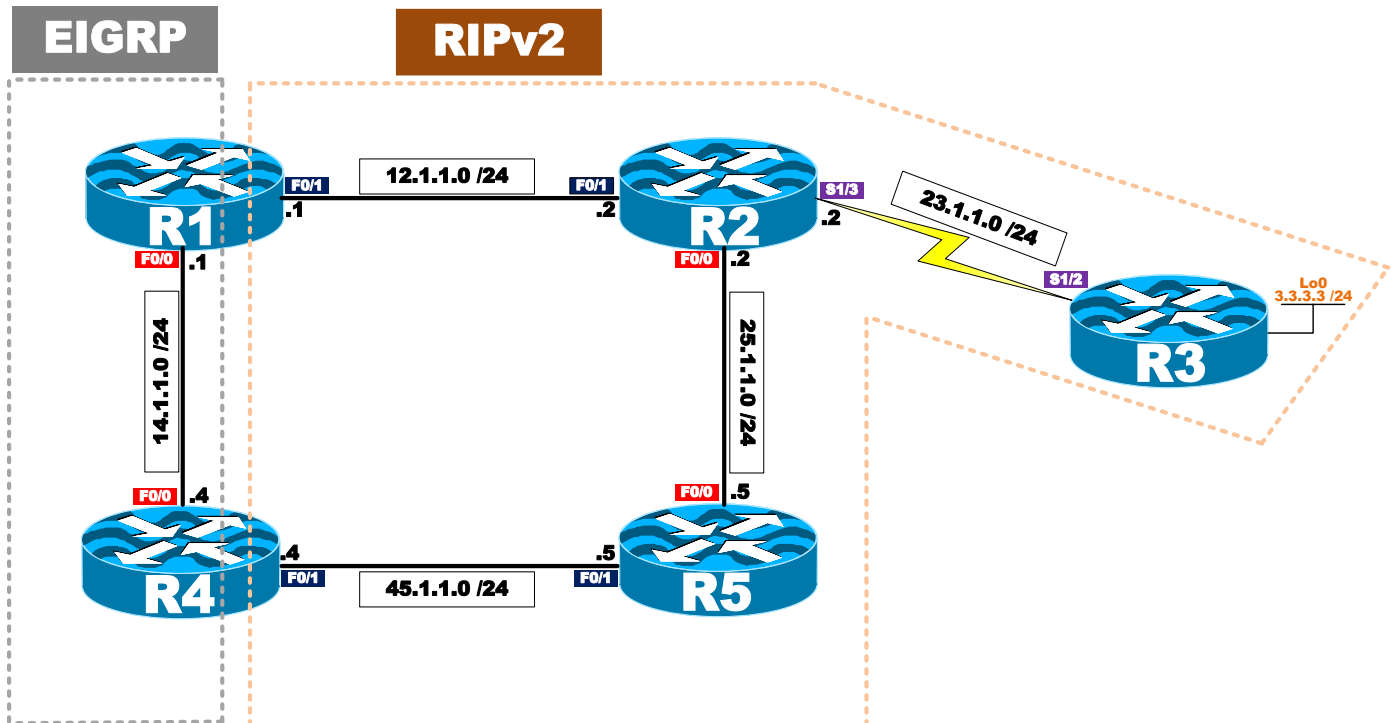 EIGRP
RIPv2
12.1.1.0 /24
F0/1
F0/1
S1/3
23.1.1.0 /24
R1
.1
.2
R2
.2
F0/0
.1
F0/0
.2
S1/2
Lo0
3.3.3.3 /24
R3
14.1.1.0 /24
25.1.1.0 /24
F0/0
.4
F0/0
.5
R4
.4
.5
R5
F0/1
45.1.1.0 /24
F0/1